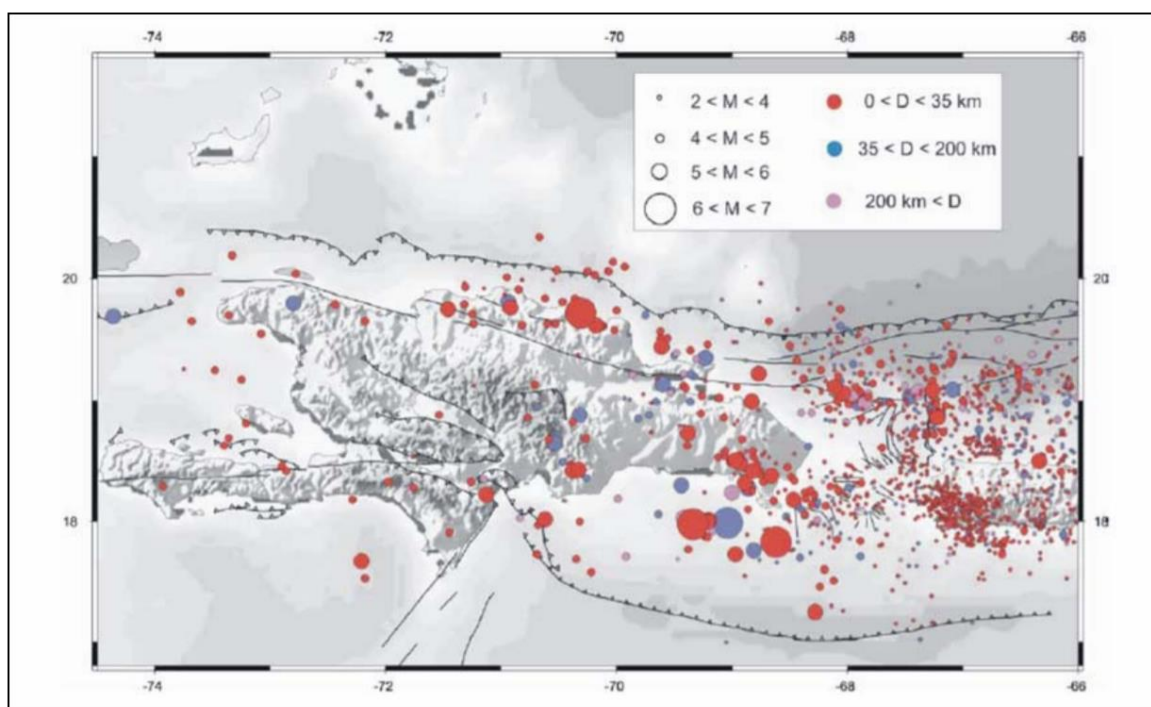 -74 -72 -70 -68 -66
2 < M < 4 0 < D < 35 km
4 < M < 5 35 < D < 200 km
5 < M < 6 200 km < D
6 < M < 7
20 20
18 18
-74 -72 -70 -68 -66